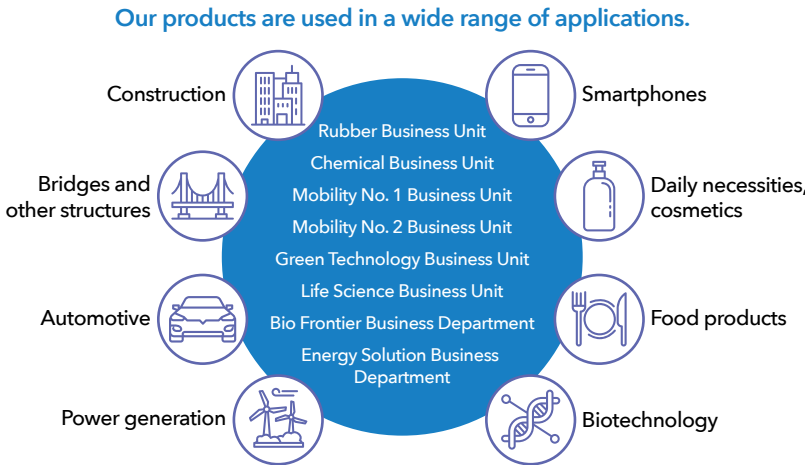 Our products are used in a wide range of applications.
Construction
Smartphones
Rubber Business Unit
Chemical Business Unit
Mobility No. 1 Business Unit
Mobility No. 2 Business Unit
Green Technology Business Unit
Life Science Business Unit
Bio Frontier Business Department
Energy Solution Business
Department
Bridges and
other structures
Daily necessities,
cosmetics
Automotive
Food products
Power generation
Biotechnology